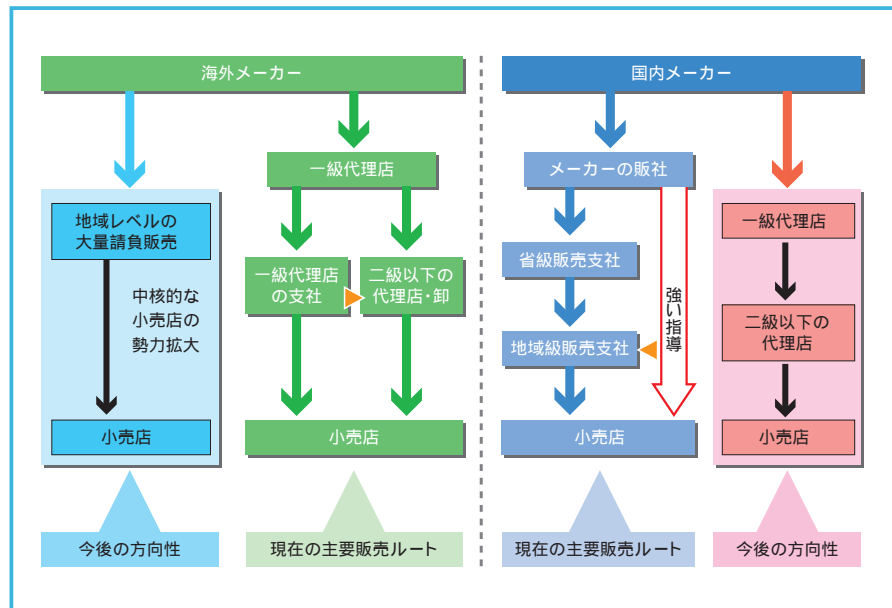 海外メーカー
一級代理店
地域レベルの
大量請負販売
一級代理店
の支社
二級以下の
代理店・卸
中核的な
小売店の
勢力拡大
小売店
小売店
今後の方向性
現在の主要販売ルート
国内メーカー
メーカーの販社
一級代理店
省級販売支社
強い指導
二級以下の
代理店
地域級販売支社
小売店
小売店
現在の主要販売ルート
今後の方向性